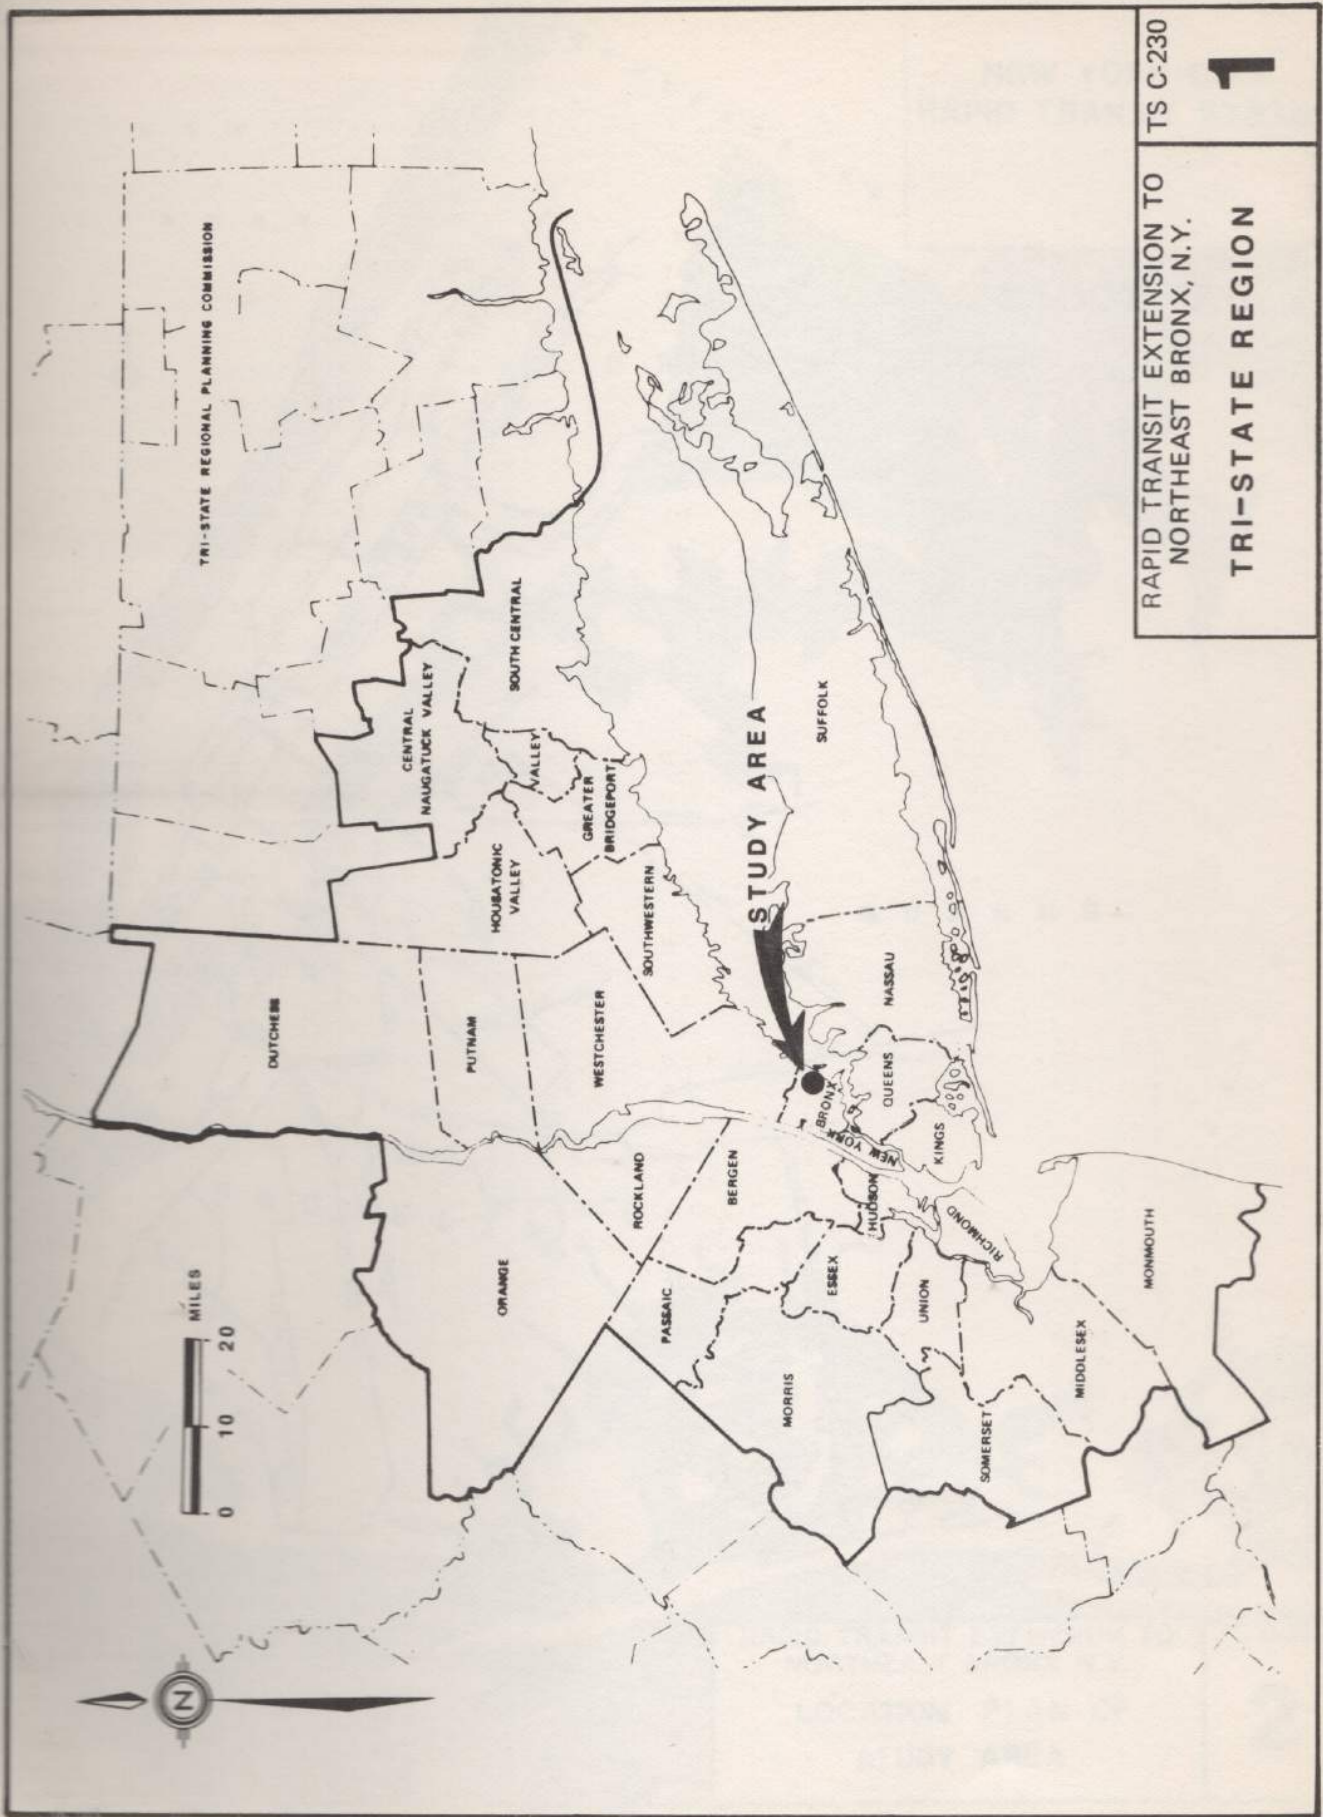 TRI-STATE REGIONAL PLANNING COMMISSION
N
MILES
0 10 20
DUTCHESS
PUTNAM
ORANGE
WESTCHESTER
ROCKLAND
BERGEN
PASSAIC
MORRIS
ESSEX
HUDSON
UNION
SOMERSET
MIDDLESEX
MONMOUTH
RICHMOND
NEW YORK
BRONX
KINGS
QUEENS
NASSAU
SUFFOLK
STUDY AREA
CENTRAL
NAUGATUCK VALLEY
SOUTH CENTRAL
VALLEY
GREATER
BRIDGEPORT
HOUSATONIC
VALLEY
SOUTHWESTERN
RAPID TRANSIT EXTENSION TO
NORTHEAST BRONX, N.Y.
TRI-STATE REGION
TS C-230
1